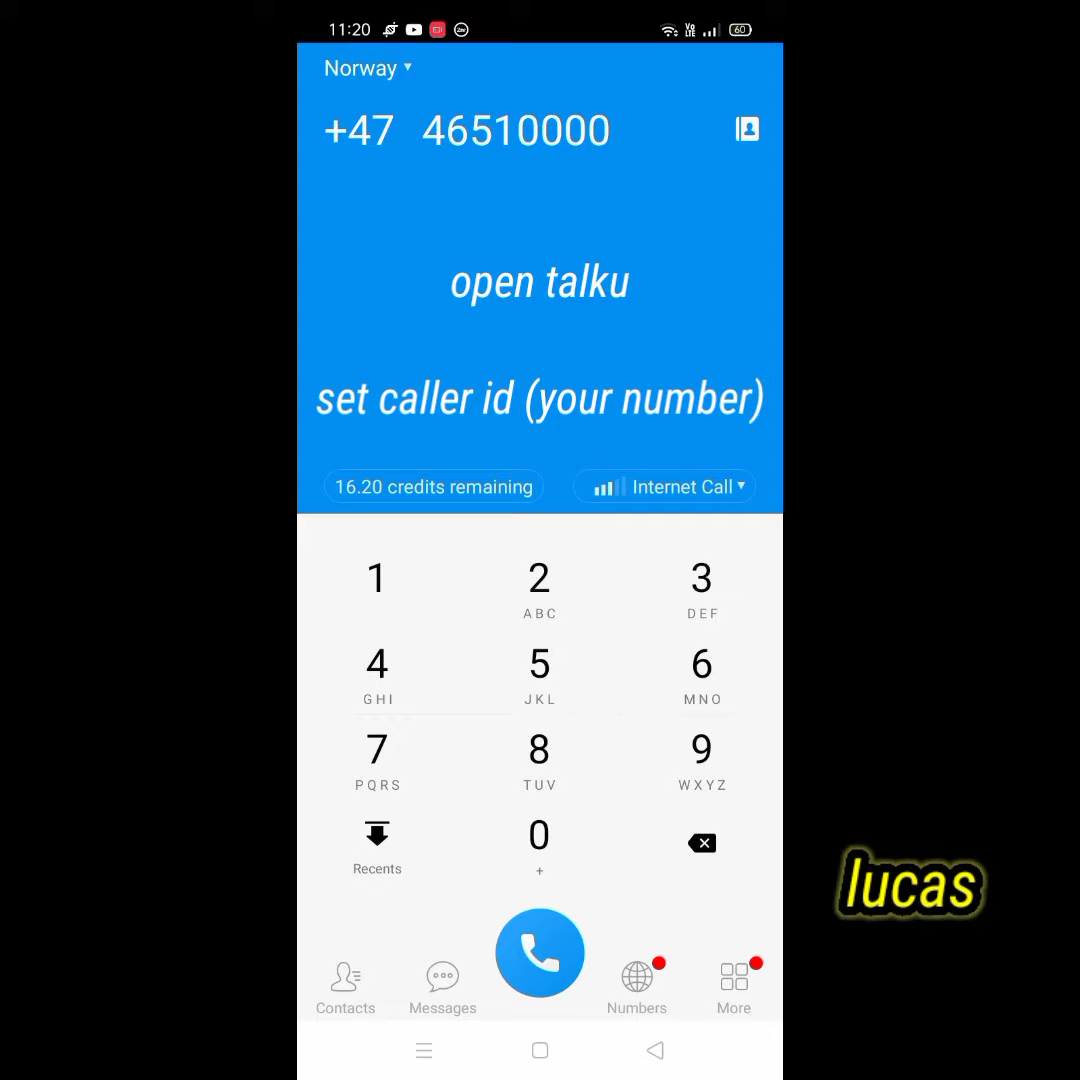 11:20
60
Norway
+47 46510000
open talku
set caller id (your number)
16.20 credits remaining
Internet Call
1
2
3
ABC
DEF
4
5
6
GHI
JKL
MNO
7
8
9
PQRS
TUV
WXYZ
0
Recents
+
lucas
Contacts
Messages
Numbers
More